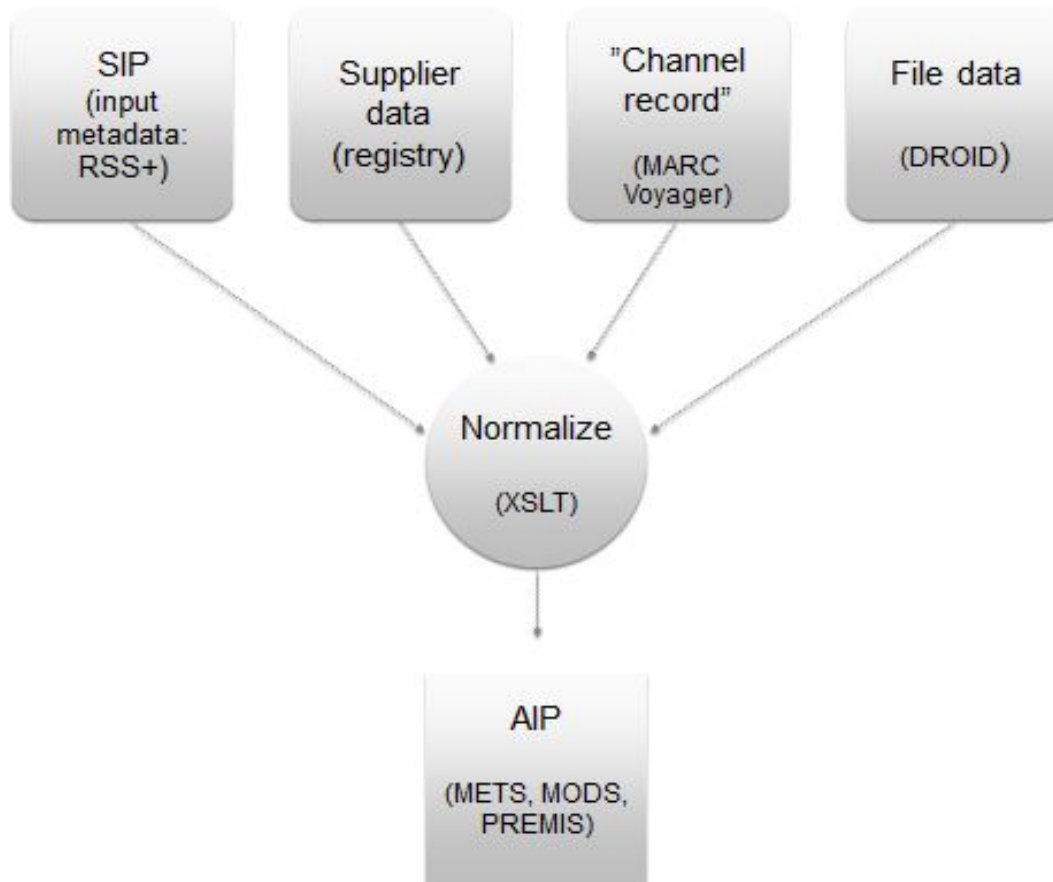 SIP
(input
metadata:
RSS+)
Supplier
data
(registry)
”Channel
record”
(MARC
Voyager)
File data
(DROID)
Normalize
(XSLT)
AIP
(METS, MODS,
PREMIS)